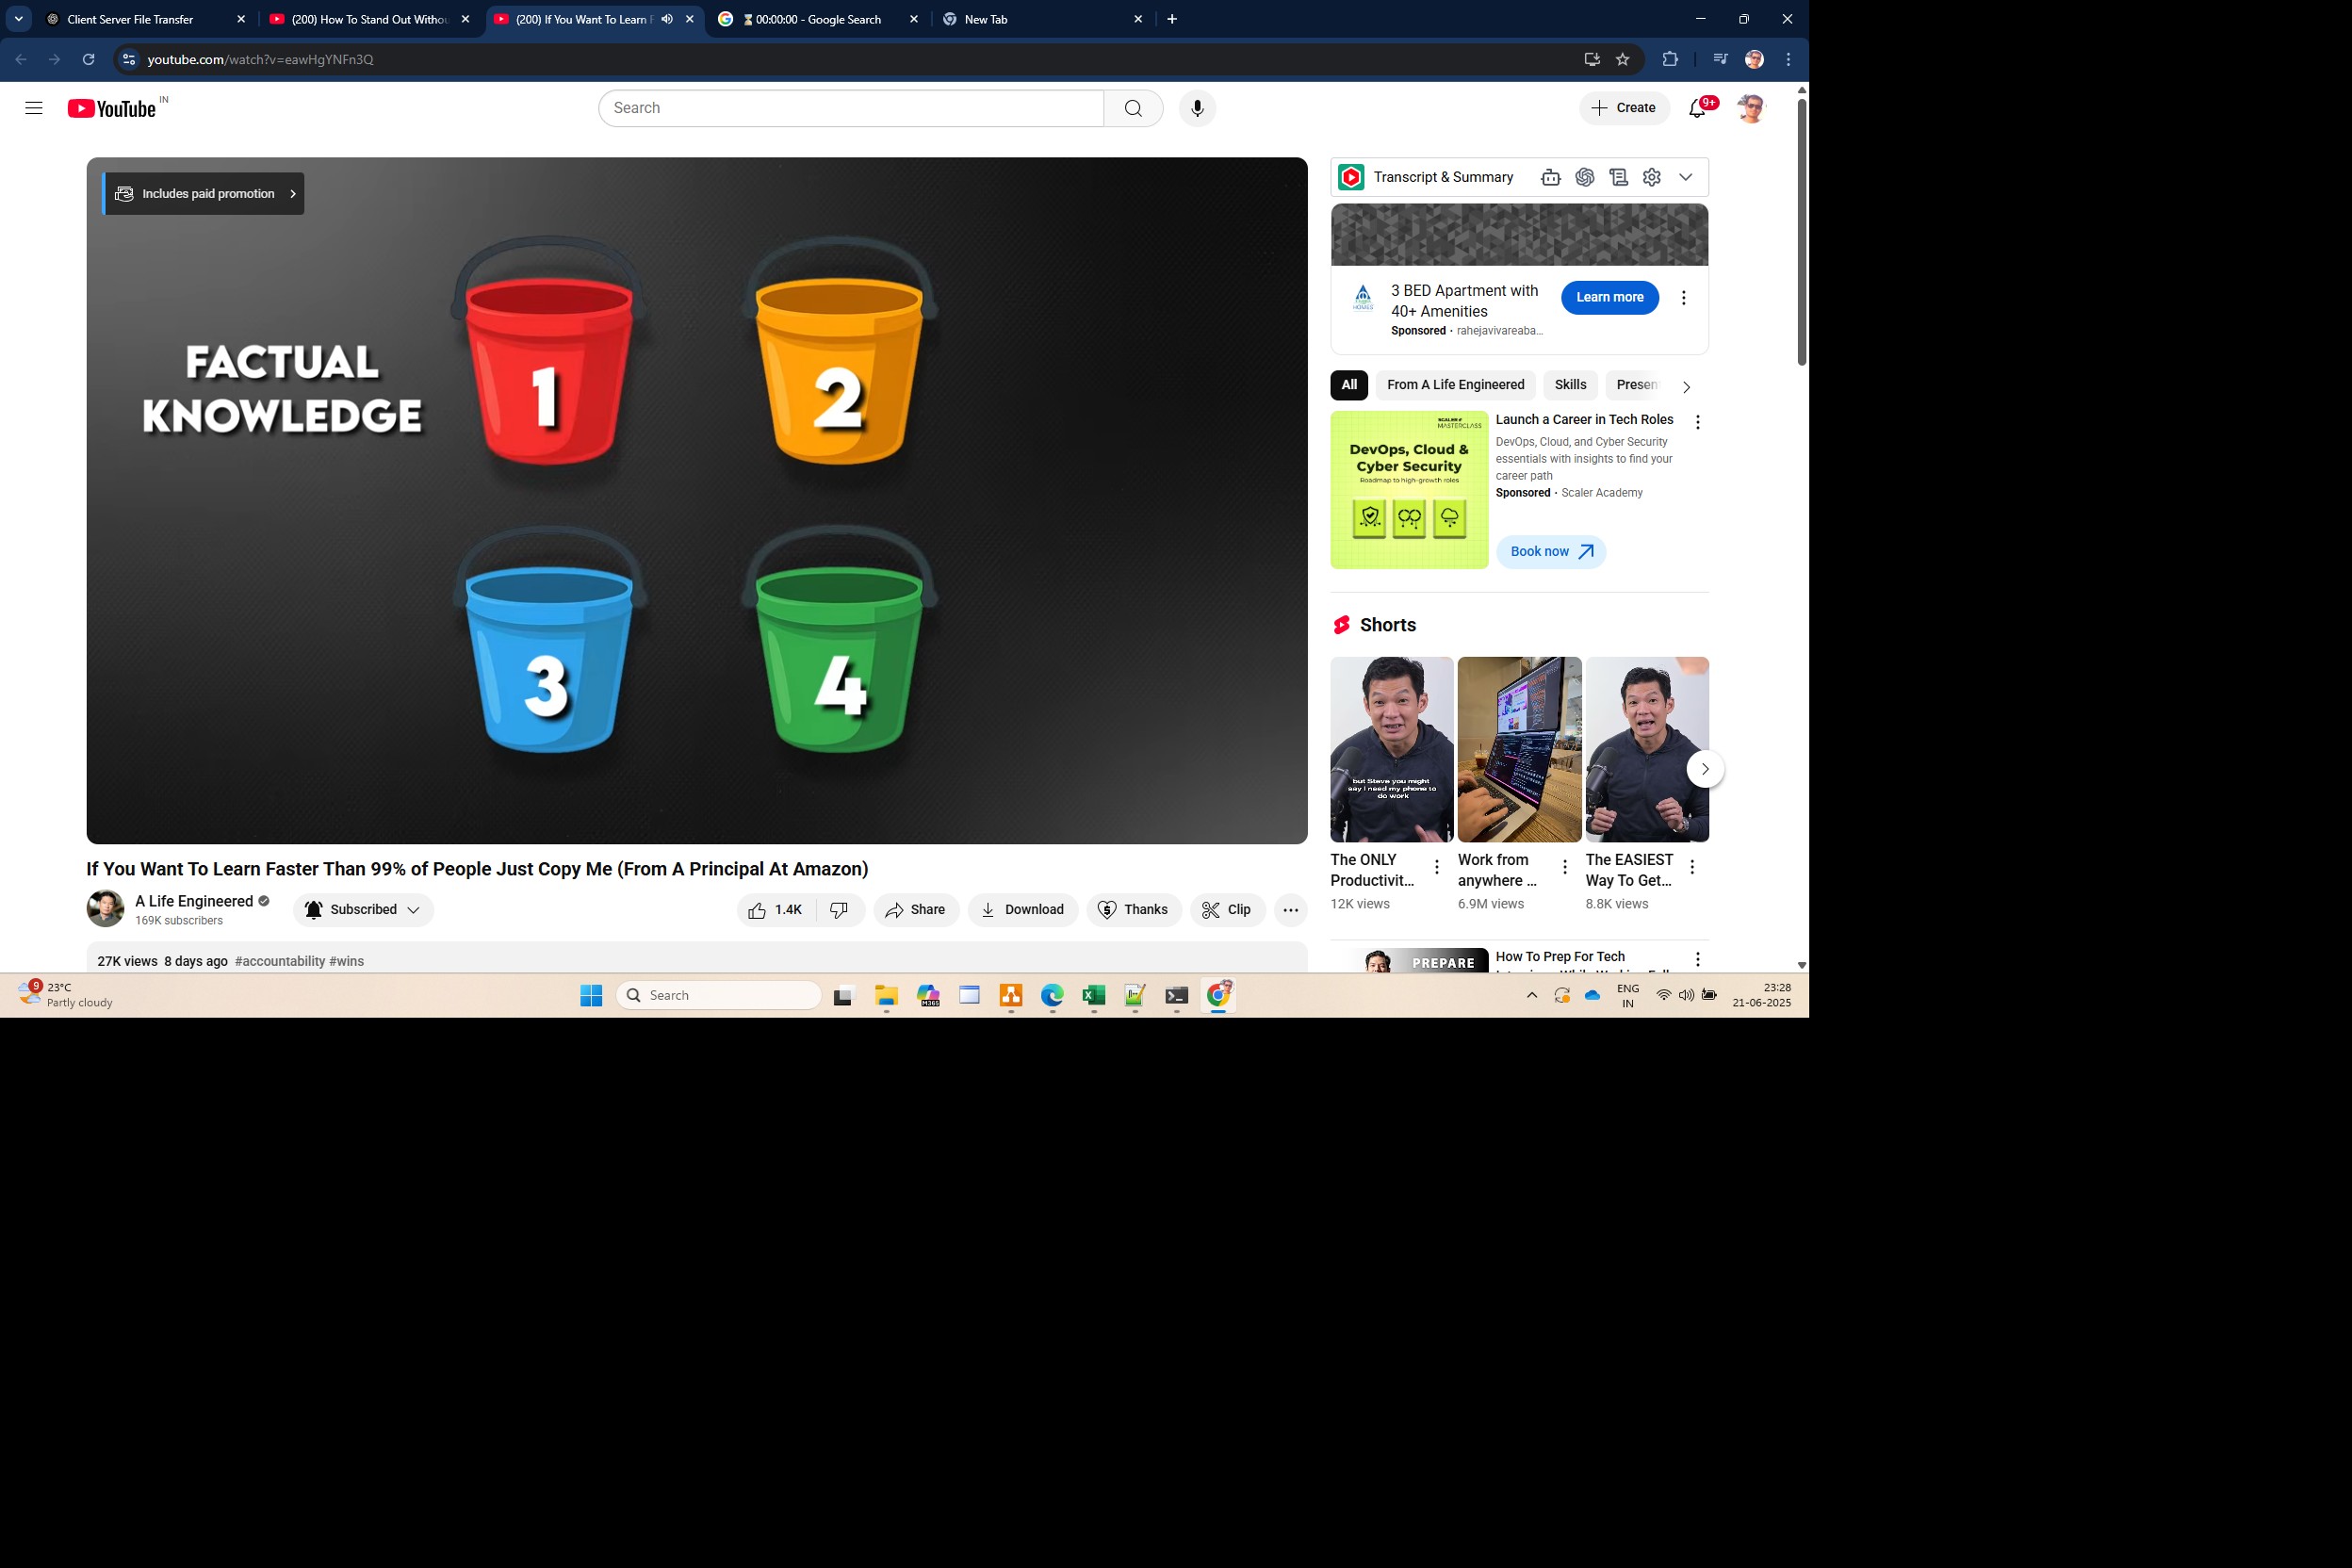 Client Server File Transfer
(200) How To Stand Out Withou
(200) If You Want To Learn F
⌛ 00:00:00 - Google Search
New Tab
youtube.com/watch?v=eawHgYNFn3Q
YouTube IN
Search
Create
9+
Includes paid promotion
FACTUAL
KNOWLEDGE
1
2
3
4
If You Want To Learn Faster Than 99% of People Just Copy Me (From A Principal At Amazon)
A Life Engineered
169K subscribers
Subscribed
1.4K
Share
Download
Thanks
Clip
27K views 8 days ago #accountability #wins
Transcript & Summary
HOMES
3 BED Apartment with
40+ Amenities
Learn more
Sponsored · rahejavivareaba...
All
From A Life Engineered
Skills
Presen
SCALER
MASTERCLASS
DevOps, Cloud &
Cyber Security
Roadmap to high-growth roles
Launch a Career in Tech Roles
DevOps, Cloud, and Cyber Security
essentials with insights to find your
career path
Sponsored · Scaler Academy
Book now
Shorts
but Steve you might
say I need my phone to
do work
The ONLY
Productivit...
12K views
Work from
anywhere ...
6.9M views
The EASIEST
Way To Get...
8.8K views
PREPARE
How To Prep For Tech
9
23°C
Partly cloudy
Search
M365
ENG
IN
23:28
21-06-2025